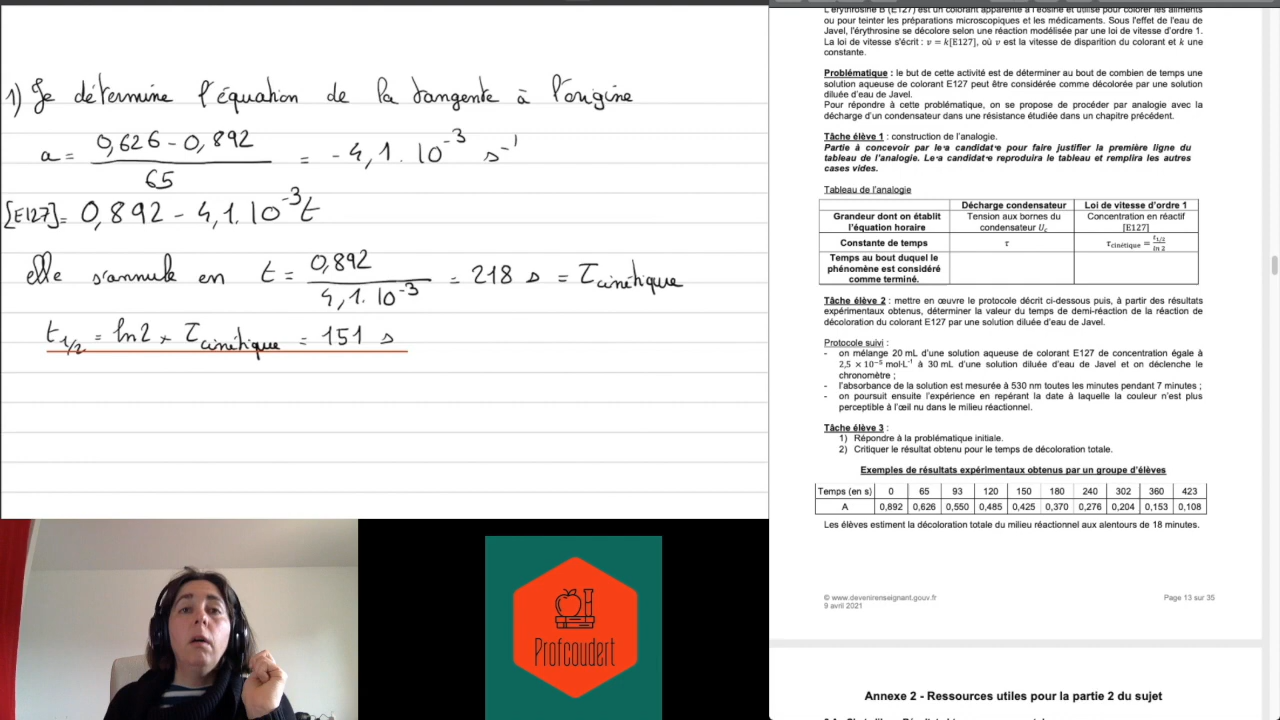 1) Je détermine l'équation de la tangente à l'origine
a = 0,626 - 0,892 / 65 = - 4,1. 10⁻³ s⁻¹
[E127] = 0,892 - 4,1. 10⁻³ t
elle s'annule en t = 0,892 / 4,1. 10⁻³ = 218 s = τ cinétique
t 1/2 = ln2 × τ cinétique = 151 s
Profcoudert
L'érythrosine B (E127) est un colorant apparenté à l'éosine et utilisé pour colorer les aliments
ou pour teinter les préparations microscopiques et les médicaments. Sous l'effet de l'eau de
Javel, l'érythrosine se décolore selon une réaction modélisée par une loi de vitesse d'ordre 1.
La loi de vitesse s'écrit : v = k[E127], où v est la vitesse de disparition du colorant et k une
constante.
Problématique : le but de cette activité est de déterminer au bout de combien de temps une
solution aqueuse de colorant E127 peut être considérée comme décolorée par une solution
diluée d'eau de Javel.
Pour répondre à cette problématique, on se propose de procéder par analogie avec la
décharge d'un condensateur dans une résistance étudiée dans un chapitre précédent.
Tâche élève 1 : construction de l'analogie.
Partie à concevoir par le·a candidat·e pour faire justifier la première ligne du
tableau de l'analogie. Le·a candidat·e reproduira le tableau et remplira les autres
cases vides.
Tableau de l'analogie
Décharge condensateur Loi de vitesse d'ordre 1
Grandeur dont on établit l'équation horaire Tension aux bornes du condensateur Uc Concentration en réactif [E127]
Constante de temps τ τcinétique = t1/2 / ln 2
Temps au bout duquel le
phénomène est considéré
comme terminé.
Tâche élève 2 : mettre en œuvre le protocole décrit ci-dessous puis, à partir des résultats
expérimentaux obtenus, déterminer la valeur du temps de demi-réaction de la réaction de
décoloration du colorant E127 par une solution diluée d'eau de Javel.
Protocole suivi :
- on mélange 20 mL d'une solution aqueuse de colorant E127 de concentration égale à
2,5 × 10⁻⁵ mol·L⁻¹ à 30 mL d'une solution diluée d'eau de Javel et on déclenche le
chronomètre ;
- l'absorbance de la solution est mesurée à 530 nm toutes les minutes pendant 7 minutes ;
- on poursuit ensuite l'expérience en repérant la date à laquelle la couleur n'est plus
perceptible à l'œil nu dans le milieu réactionnel.
Tâche élève 3 :
1) Répondre à la problématique initiale.
2) Critiquer le résultat obtenu pour le temps de décoloration totale.
Exemples de résultats expérimentaux obtenus par un groupe d'élèves
Temps (en s) 0 65 93 120 150 180 240 302 360 423
A 0,892 0,626 0,550 0,485 0,425 0,370 0,276 0,204 0,153 0,108
Les élèves estiment la décoloration totale du milieu réactionnel aux alentours de 18 minutes.
© www.devenirenseignant.gouv.fr Page 13 sur 35
9 avril 2021
Annexe 2 - Ressources utiles pour la partie 2 du sujet